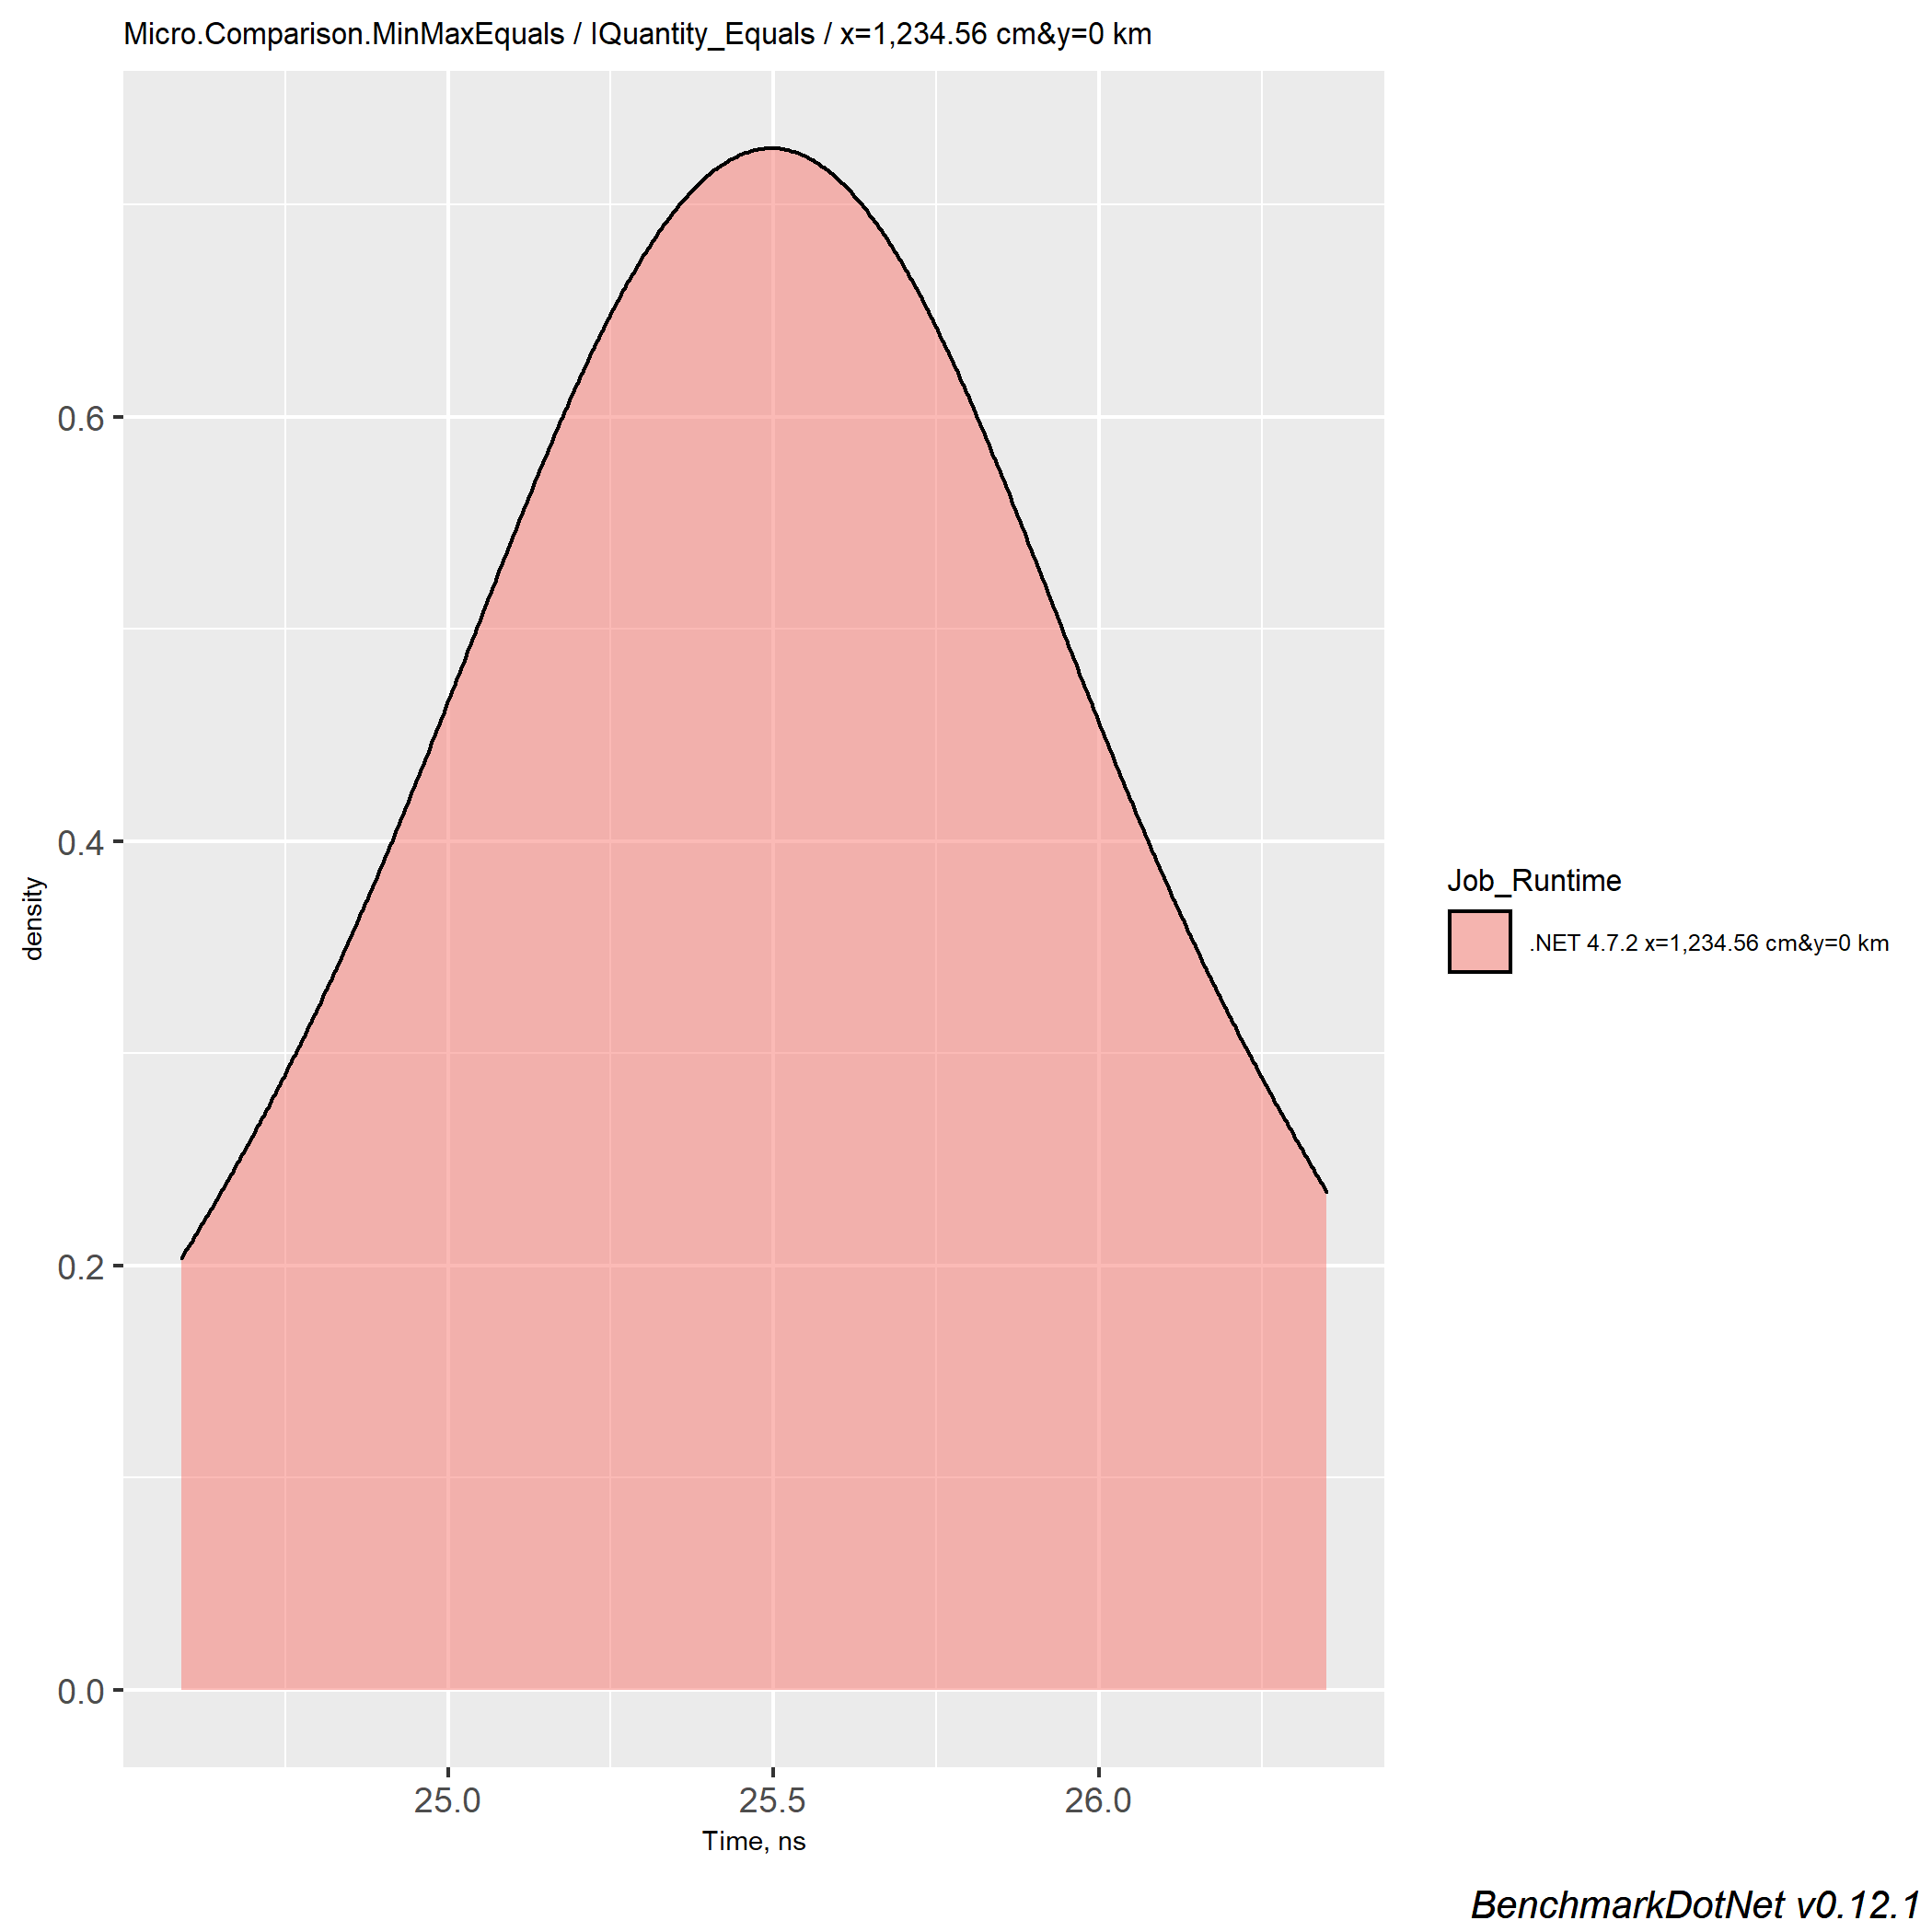 Micro.Comparison.MinMaxEquals / IQuantity_Equals / x=1,234.56 cm&y=0 km
0.6
0.4
0.2
0.0
density
25.0 25.5 26.0
Time, ns
Job_Runtime
.NET 4.7.2 x=1,234.56 cm&y=0 km
BenchmarkDotNet v0.12.1